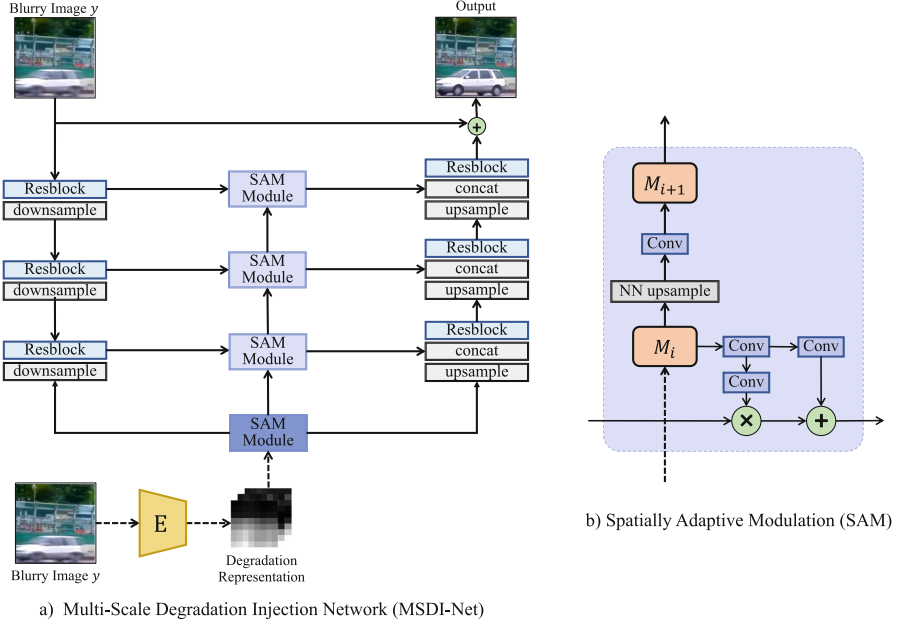 Blurry Image y
Output
+
Resblock
downsample
SAM
Module
Resblock
concat
upsample
Resblock
downsample
SAM
Module
Resblock
concat
upsample
Resblock
downsample
SAM
Module
Resblock
concat
upsample
SAM
Module
E
Blurry Image y
Degradation
Representation
a) Multi-Scale Degradation Injection Network (MSDI-Net)
M_{i+1}
Conv
NN upsample
M_i
Conv
Conv
Conv
×
+
b) Spatially Adaptive Modulation (SAM)